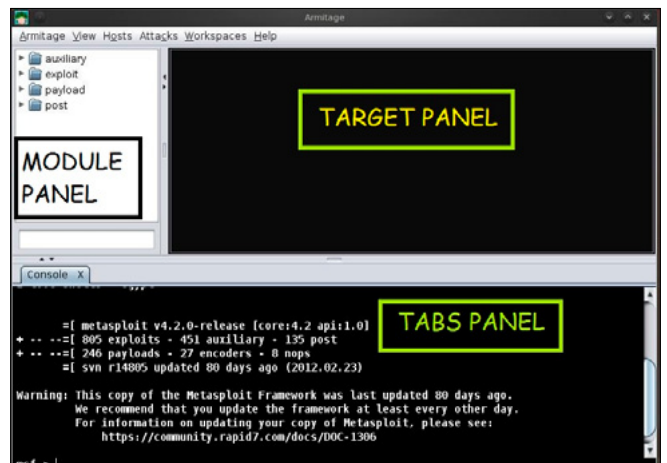 Armitage
Armitage View Hosts Attacks Workspaces Help
auxiliary
exploit
payload
post
TARGET PANEL
MODULE
PANEL
Console X
TABS PANEL
=[ metasploit v4.2.0-release [core:4.2 api:1.0]
+ -- --=[ 805 exploits - 451 auxiliary - 135 post
+ -- --=[ 246 payloads - 27 encoders - 8 nops
=[ svn r14805 updated 80 days ago (2012.02.23)
Warning: This copy of the Metasploit Framework was last updated 80 days ago.
We recommend that you update the framework at least every other day.
For information on updating your copy of Metasploit, please see:
https://community.rapid7.com/docs/DOC-1306